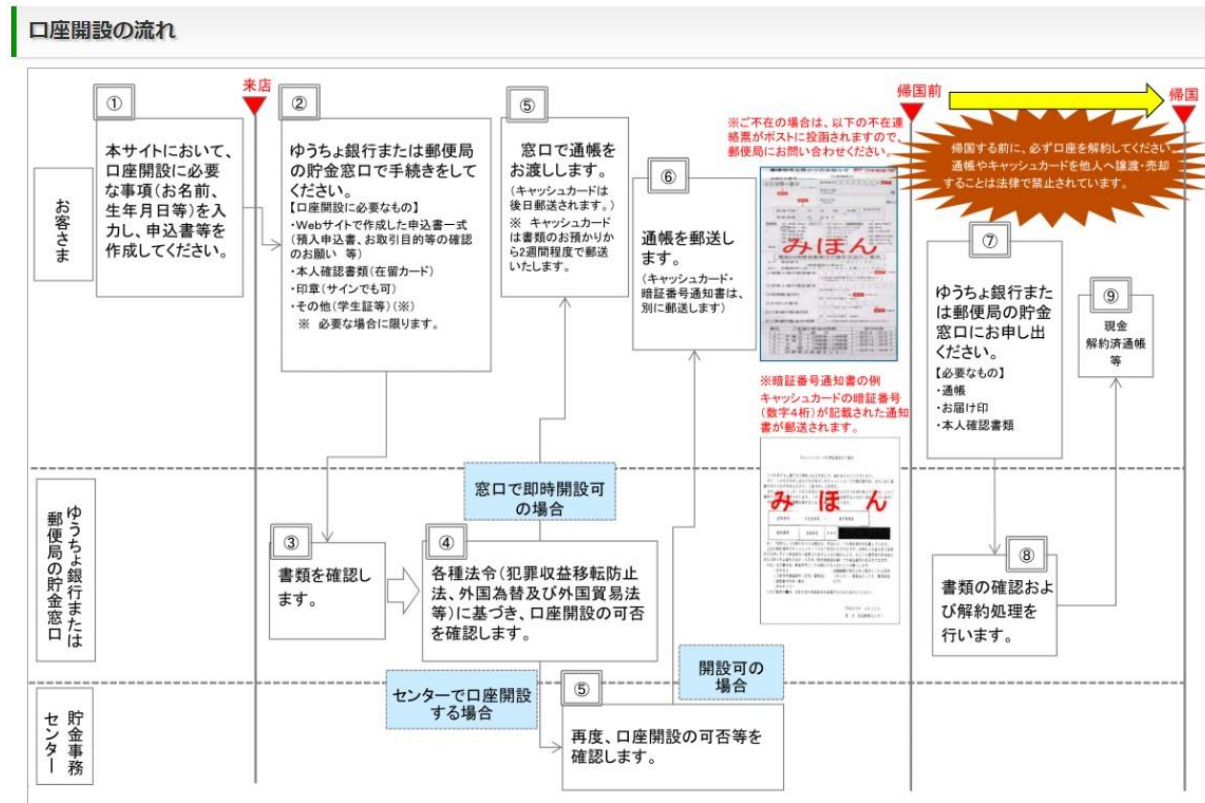 口座開設の流れ
お客さま
ゆうちょ銀行または
郵便局の貯金窓口
貯金事務
センター
来店
①
本サイトにおいて、
口座開設に必要
な事項(お名前、
生年月日等)を入
力し、申込書等を
作成してください。
②
ゆうちょ銀行または郵便局
の貯金窓口で手続きをして
ください。
【口座開設に必要なもの】
・Webサイトで作成した申込書一式
(預入申込書、お取引目的等の確認
のお願い 等)
・本人確認書類(在留カード)
・印章(サインでも可)
・その他(学生証等)(※)
※ 必要な場合に限ります。
③
書類を確認し
ます。
④
各種法令(犯罪収益移転防止
法、外国為替及び外国貿易法
等)に基づき、口座開設の可否
を確認します。
窓口で即時開設可
の場合
⑤
窓口で通帳を
お渡しします。
(キャッシュカードは
後日郵送されます。)
※ キャッシュカード
は書類のお預かりか
ら2週間程度で郵送
いたします。
センターで口座開設
する場合
⑤
再度、口座開設の可否等を
確認します。
開設可の
場合
⑥
通帳を郵送し
ます。
(キャッシュカード・
暗証番号通知書は、
別に郵送します)
※ご不在の場合は、以下の不在連
絡票がポストに投函されますので、
郵便局にお問い合わせください。
みほん
※暗証番号通知書の例
キャッシュカードの暗証番号
(数字4桁)が記載された通知
書が郵送されます。
みほん
帰国前
帰国
帰国する前に、必ず口座を解約してください。
通帳やキャッシュカードを他人へ譲渡・売却
することは法律で禁止されています。
⑦
ゆうちょ銀行また
は郵便局の貯金
窓口にお申し出
ください。
【必要なもの】
・通帳
・お届け印
・本人確認書類
⑧
書類の確認およ
び解約処理を
行います。
⑨
現金
解約済通帳
等